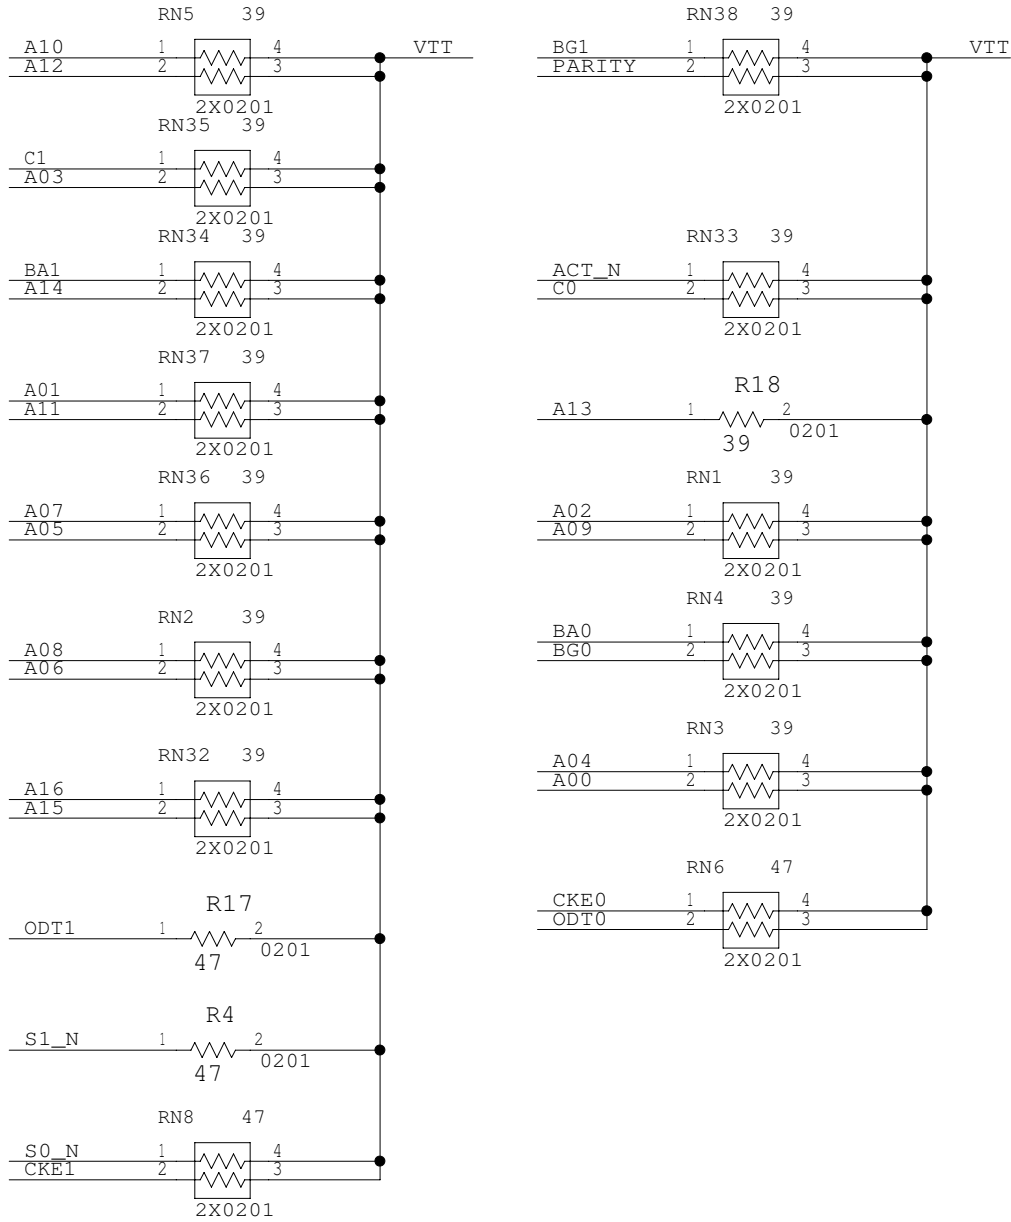 RN5 39
A10 1 4 VTT
A12 2 3
2X0201
RN35 39
C1 1 4
A03 2 3
2X0201
RN34 39
BA1 1 4
A14 2 3
2X0201
RN37 39
A01 1 4
A11 2 3
2X0201
RN36 39
A07 1 4
A05 2 3
2X0201
RN2 39
A08 1 4
A06 2 3
2X0201
RN32 39
A16 1 4
A15 2 3
2X0201
R17
ODT1 1 2
47 0201
R4
S1_N 1 2
47 0201
RN8 47
S0_N 1 4
CKE1 2 3
2X0201
RN38 39
BG1 1 4 VTT
PARITY 2 3
2X0201
RN33 39
ACT_N 1 4
C0 2 3
2X0201
R18
A13 1 2
39 0201
RN1 39
A02 1 4
A09 2 3
2X0201
RN4 39
BA0 1 4
BG0 2 3
2X0201
RN3 39
A04 1 4
A00 2 3
2X0201
RN6 47
CKE0 1 4
ODT0 2 3
2X0201